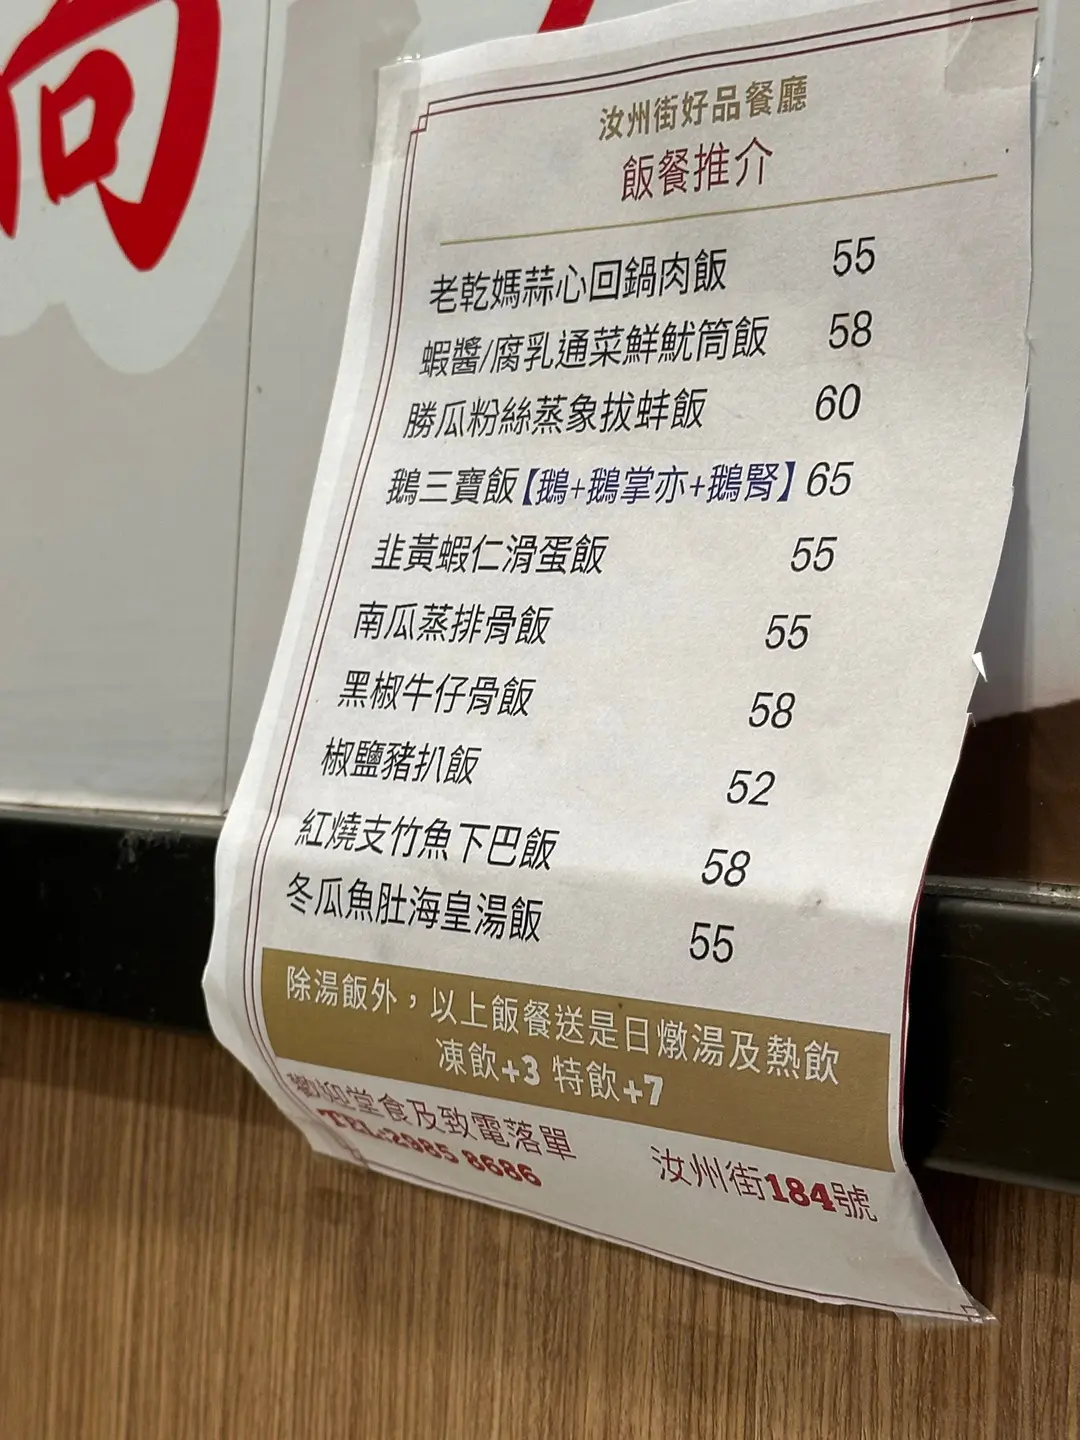 向
汝州街好品餐廳
飯餐推介
老乾媽蒜心回鍋肉飯 55
蝦醬/腐乳通菜鮮魷筒飯 58
勝瓜粉絲蒸象拔蚌飯 60
鵝三寶飯【鵝+鵝掌亦+鵝腎】 65
韭黃蝦仁滑蛋飯 55
南瓜蒸排骨飯 55
黑椒牛仔骨飯 58
椒鹽豬扒飯 52
紅燒支竹魚下巴飯 58
冬瓜魚肚海皇湯飯 55
除湯飯外，以上飯餐送是日燉湯及熱飲
凍飲+3 特飲+7
歡迎堂食及致電落單
TEL:2985 8686
汝州街184號